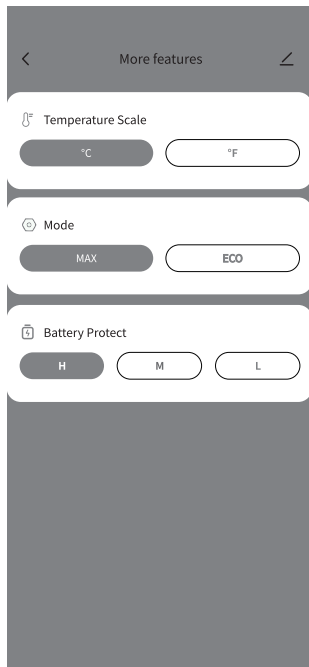 More features
Temperature Scale
°C °F
Mode
MAX ECO
Battery Protect
H M L